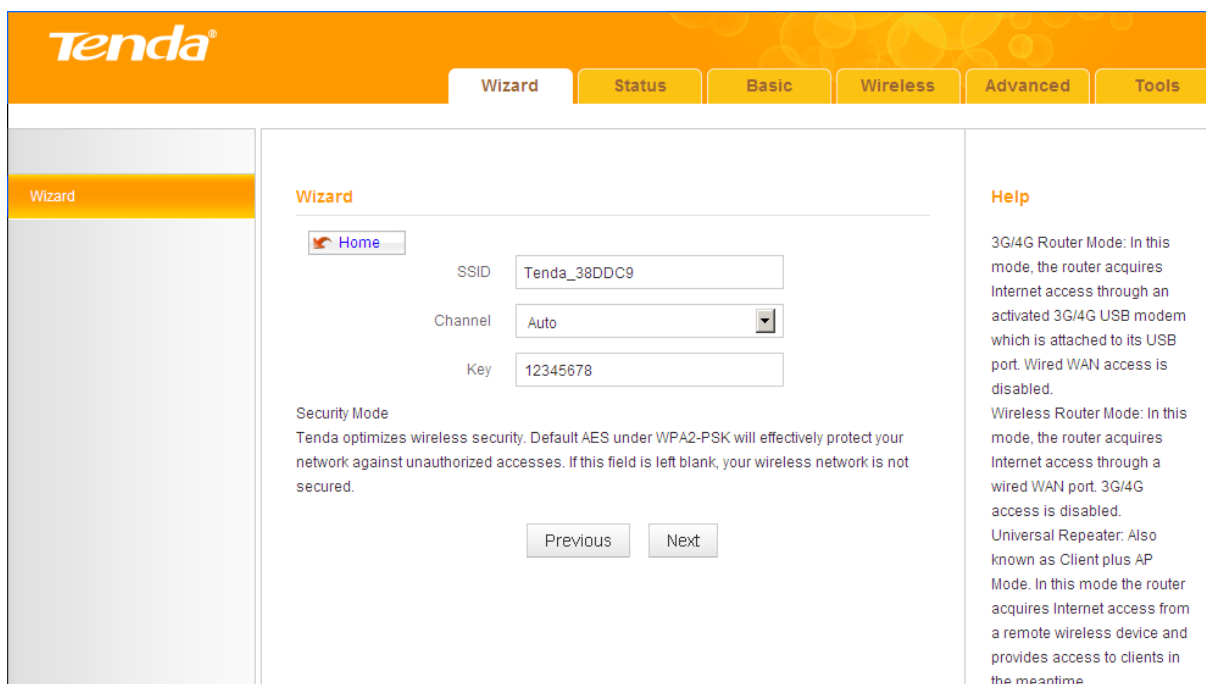 Tenda®
Wizard Status Basic Wireless Advanced Tools
Wizard
Wizard
Home
SSID Tenda_38DDC9
Channel Auto
Key 12345678
Security Mode
Tenda optimizes wireless security. Default AES under WPA2-PSK will effectively protect your
network against unauthorized accesses. If this field is left blank, your wireless network is not
secured.
Previous Next
Help
3G/4G Router Mode: In this
mode, the router acquires
Internet access through an
activated 3G/4G USB modem
which is attached to its USB
port. Wired WAN access is
disabled.
Wireless Router Mode: In this
mode, the router acquires
Internet access through a
wired WAN port. 3G/4G
access is disabled.
Universal Repeater: Also
known as Client plus AP
Mode. In this mode the router
acquires Internet access from
a remote wireless device and
provides access to clients in
the meantime.